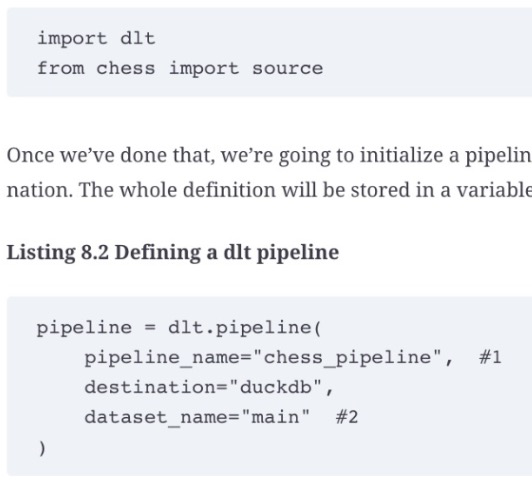 import dlt
from chess import source
Once we’ve done that, we’re going to initialize a
nation. The whole definition will be stored in a variable
Listing 8.2 Defining a dlt pipeline
pipeline = dlt.pipeline(
    pipeline_name="chess_pipeline",  #1
    destination="duckdb",
    dataset_name="main"  #2
)